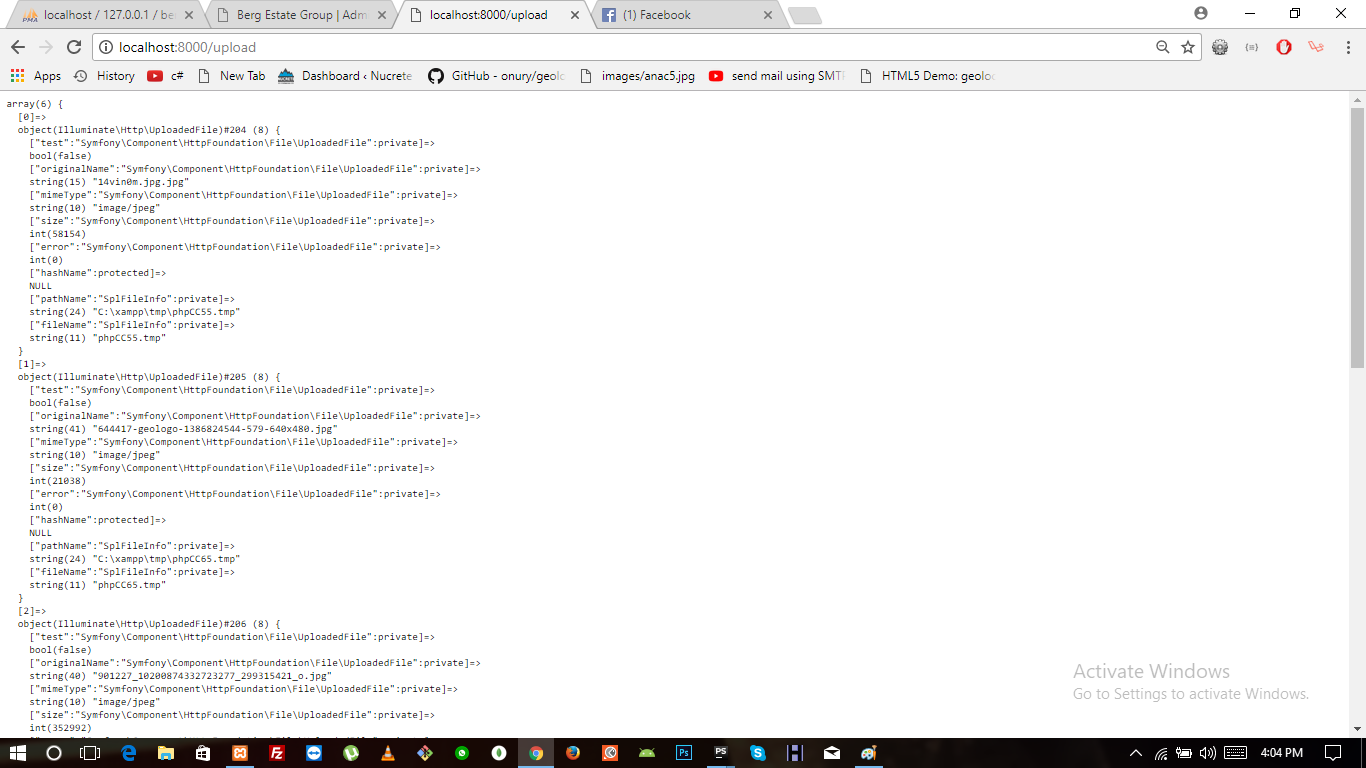 localhost / 127.0.0.1 / be
Berg Estate Group | Adm
localhost:8000/upload
(1) Facebook
localhost:8000/upload
Apps
History
c#
New Tab
Dashboard ‹ Nucrete
GitHub - onury/geolo
images/anac5.jpg
send mail using SMT
HTML5 Demo: geoloc
array(6) {
[0]=>
object(Illuminate\Http\UploadedFile)#204 (8) {
["test":"Symfony\Component\HttpFoundation\File\UploadedFile":private]=>
bool(false)
["originalName":"Symfony\Component\HttpFoundation\File\UploadedFile":private]=>
string(15) "14vin0m.jpg.jpg"
["mimeType":"Symfony\Component\HttpFoundation\File\UploadedFile":private]=>
string(10) "image/jpeg"
["size":"Symfony\Component\HttpFoundation\File\UploadedFile":private]=>
int(58154)
["error":"Symfony\Component\HttpFoundation\File\UploadedFile":private]=>
int(0)
["hashName":protected]=>
NULL
["pathName":"SplFileInfo":private]=>
string(24) "C:\xampp\tmp\phpCC55.tmp"
["fileName":"SplFileInfo":private]=>
string(11) "phpCC55.tmp"
}
[1]=>
object(Illuminate\Http\UploadedFile)#205 (8) {
["test":"Symfony\Component\HttpFoundation\File\UploadedFile":private]=>
bool(false)
["originalName":"Symfony\Component\HttpFoundation\File\UploadedFile":private]=>
string(41) "644417-geologo-1386824544-579-640x480.jpg"
["mimeType":"Symfony\Component\HttpFoundation\File\UploadedFile":private]=>
string(10) "image/jpeg"
["size":"Symfony\Component\HttpFoundation\File\UploadedFile":private]=>
int(21038)
["error":"Symfony\Component\HttpFoundation\File\UploadedFile":private]=>
int(0)
["hashName":protected]=>
NULL
["pathName":"SplFileInfo":private]=>
string(24) "C:\xampp\tmp\phpCC65.tmp"
["fileName":"SplFileInfo":private]=>
string(11) "phpCC65.tmp"
}
[2]=>
object(Illuminate\Http\UploadedFile)#206 (8) {
["test":"Symfony\Component\HttpFoundation\File\UploadedFile":private]=>
bool(false)
["originalName":"Symfony\Component\HttpFoundation\File\UploadedFile":private]=>
string(40) "901227_10200874332723277_299315421_o.jpg"
["mimeType":"Symfony\Component\HttpFoundation\File\UploadedFile":private]=>
string(10) "image/jpeg"
["size":"Symfony\Component\HttpFoundation\File\UploadedFile":private]=>
int(352992)
Activate Windows
Go to Settings to activate Windows.
4:04 PM